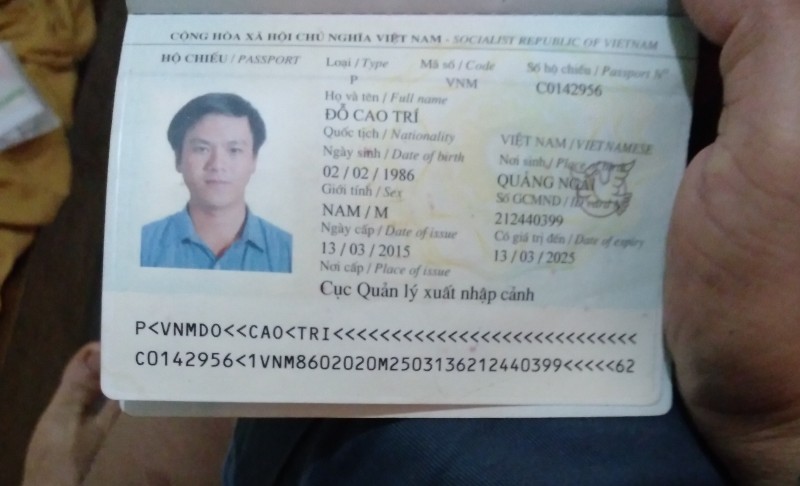 CỘNG HÒA XÃ HỘI CHỦ NGHĨA VIỆT NAM - SOCIALIST REPUBLIC OF VIETNAM
HỘ CHIẾU / PASSPORT
Loại / Type
Mã số / Code
Số hộ chiếu / Passport Nº
P
VNM
C0142956
Họ và tên / Full name
ĐỖ CAO TRÍ
Quốc tịch / Nationality
VIỆT NAM / VIETNAMESE
Ngày sinh / Date of birth
Nơi sinh / Place
02 / 02 / 1986
QUẢNG NGÃI
Giới tính / Sex
Số GCMND /
NAM / M
212440399
Ngày cấp / Date of issue
Có giá trị đến / Date of expiry
13 / 03 / 2015
13 / 03 / 2025
Nơi cấp / Place of issue
Cục Quản lý xuất nhập cảnh
P<VNMDO<<CAO<TRI<<<<<<<<<<<<<<<<<<<<<<<<<<<<
C0142956<1VNM8602020M2503136212440399<<<<<62